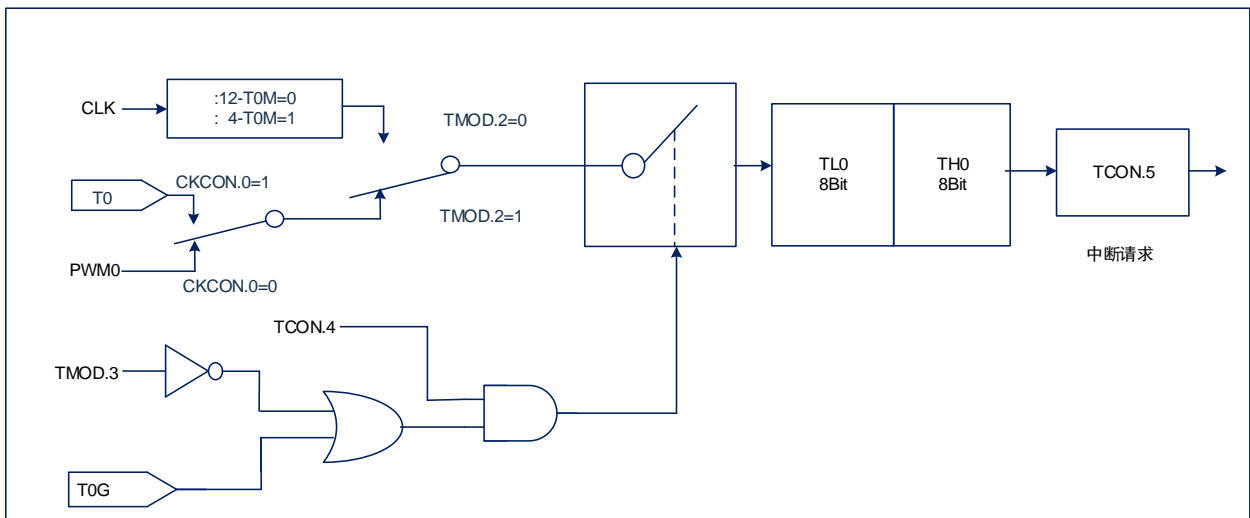 CLK
:12-T0M=0
: 4-T0M=1
TMOD.2=0
T0
CKCON.0=1
TMOD.2=1
PWM0
CKCON.0=0
TL0
8Bit
TH0
8Bit
TCON.5
中断请求
TCON.4
TMOD.3
T0G